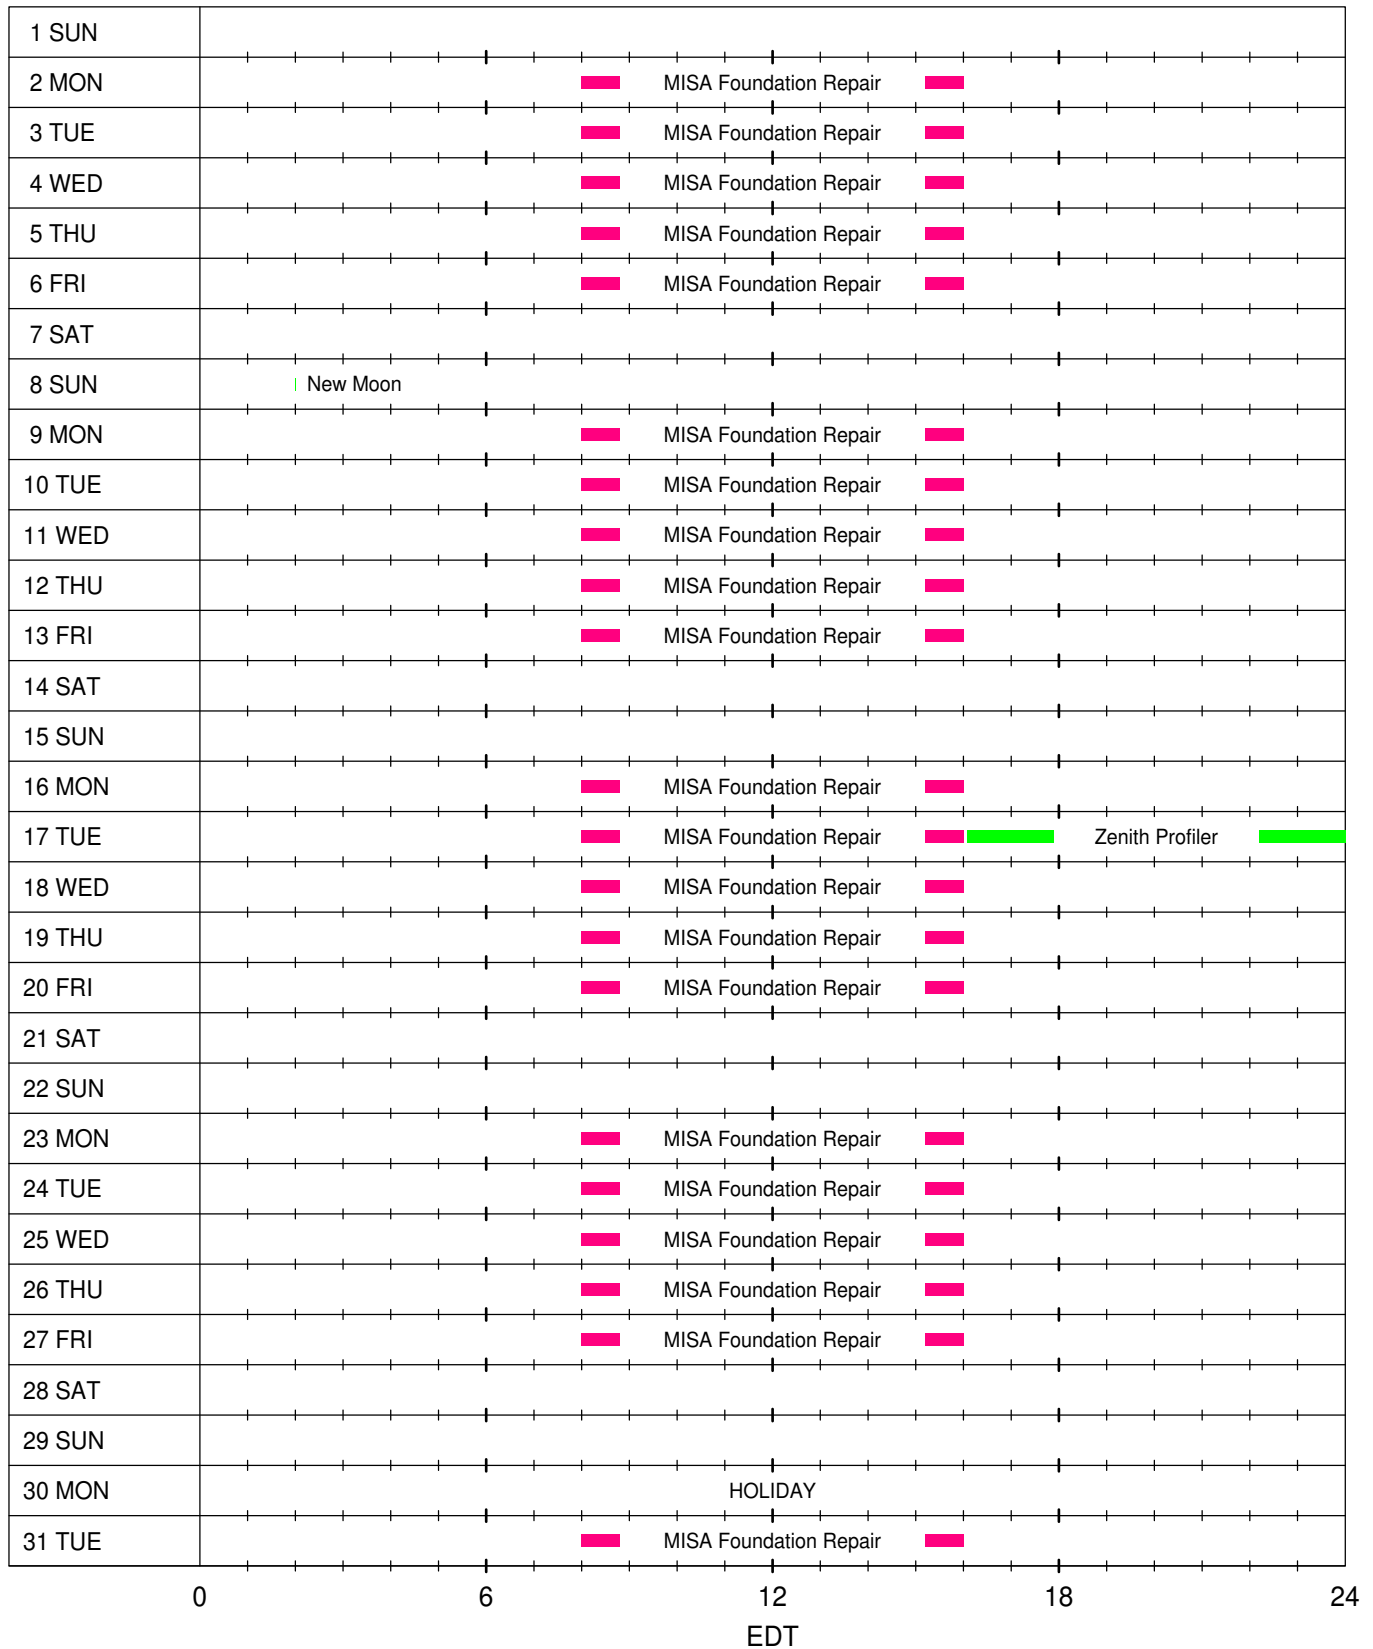 1 SUN
2 MON MISA Foundation Repair
3 TUE MISA Foundation Repair
4 WED MISA Foundation Repair
5 THU MISA Foundation Repair
6 FRI MISA Foundation Repair
7 SAT
8 SUN New Moon
9 MON MISA Foundation Repair
10 TUE MISA Foundation Repair
11 WED MISA Foundation Repair
12 THU MISA Foundation Repair
13 FRI MISA Foundation Repair
14 SAT
15 SUN
16 MON MISA Foundation Repair
17 TUE MISA Foundation Repair Zenith Profiler
18 WED MISA Foundation Repair
19 THU MISA Foundation Repair
20 FRI MISA Foundation Repair
21 SAT
22 SUN
23 MON MISA Foundation Repair
24 TUE MISA Foundation Repair
25 WED MISA Foundation Repair
26 THU MISA Foundation Repair
27 FRI MISA Foundation Repair
28 SAT
29 SUN
30 MON HOLIDAY
31 TUE MISA Foundation Repair
0 6 12 18 24
EDT